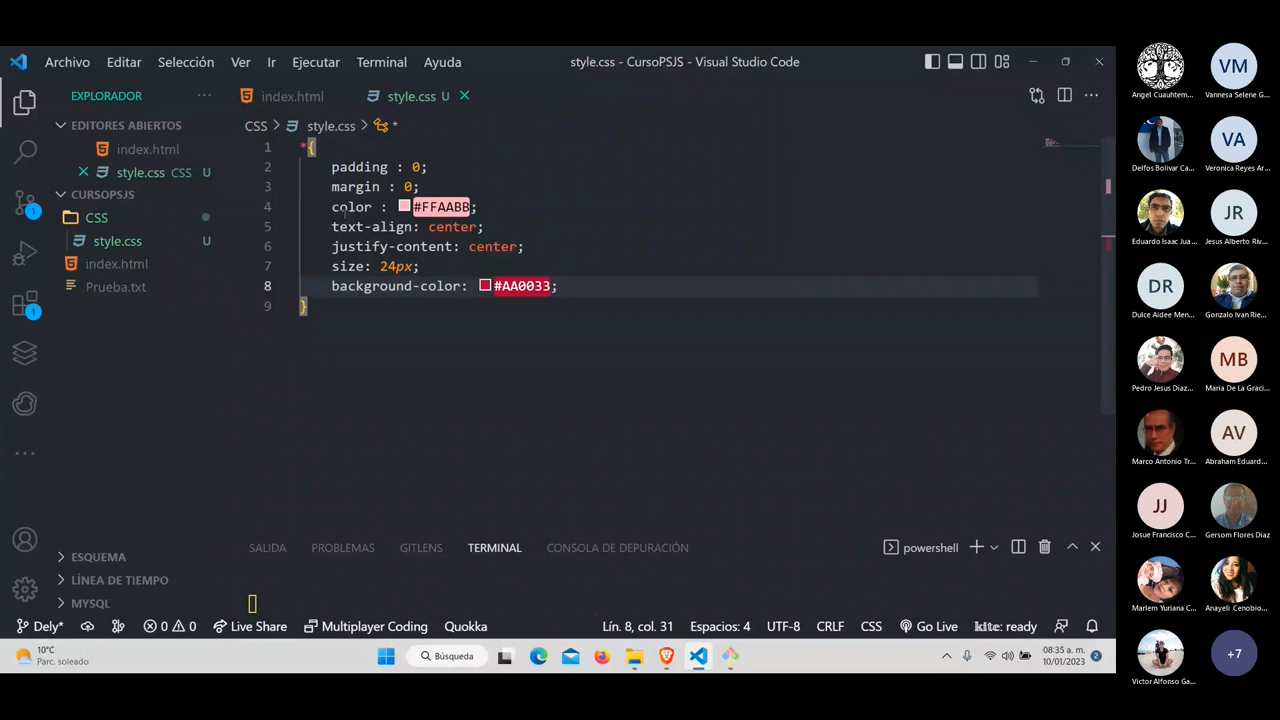 Archivo Editar Selección Ver Ir Ejecutar Terminal Ayuda
style.css - CursoPSJS - Visual Studio Code
EXPLORADOR ...
index.html
style.css U
EDITORES ABIERTOS
index.html
style.css CSS U
CURSOPSJS
CSS
style.css U
index.html
Prueba.txt
ESQUEMA
LÍNEA DE TIEMPO
MYSQL
1
1
CSS > style.css > *
1 *{
2 padding : 0;
3 margin : 0;
4 color : #FFAABB;
5 text-align: center;
6 justify-content: center;
7 size: 24px;
8 background-color: #AA0033;
9 }
SALIDA PROBLEMAS GITLENS TERMINAL CONSOLA DE DEPURACIÓN
powershell
Dely* 0 0 Live Share Multiplayer Coding Quokka
Lín. 8, col. 31 Espacios: 4 UTF-8 CRLF CSS Go Live kite: ready
10°C
Parc. soleado
Búsqueda
08:35 a. m.
10/01/2023
2
VM
Angel Cuauhtem... Vannesa Selene G...
VA
Delfos Bolivar Ca... Veronica Reyes Ar...
JR
Eduardo Isaac Jua... Jesus Alberto Riv...
DR
Dulce Aidee Men... Gonzalo Ivan Rie...
MB
Pedro Jesus Diaz... Maria De La Graci...
AV
Marco Antonio Tr... Abraham Eduard...
JJ
Josue Francisco C... Gersom Flores Diaz
Marlem Yuriana C... Anayeli Cenobio...
+7
Victor Alfonso Ga...